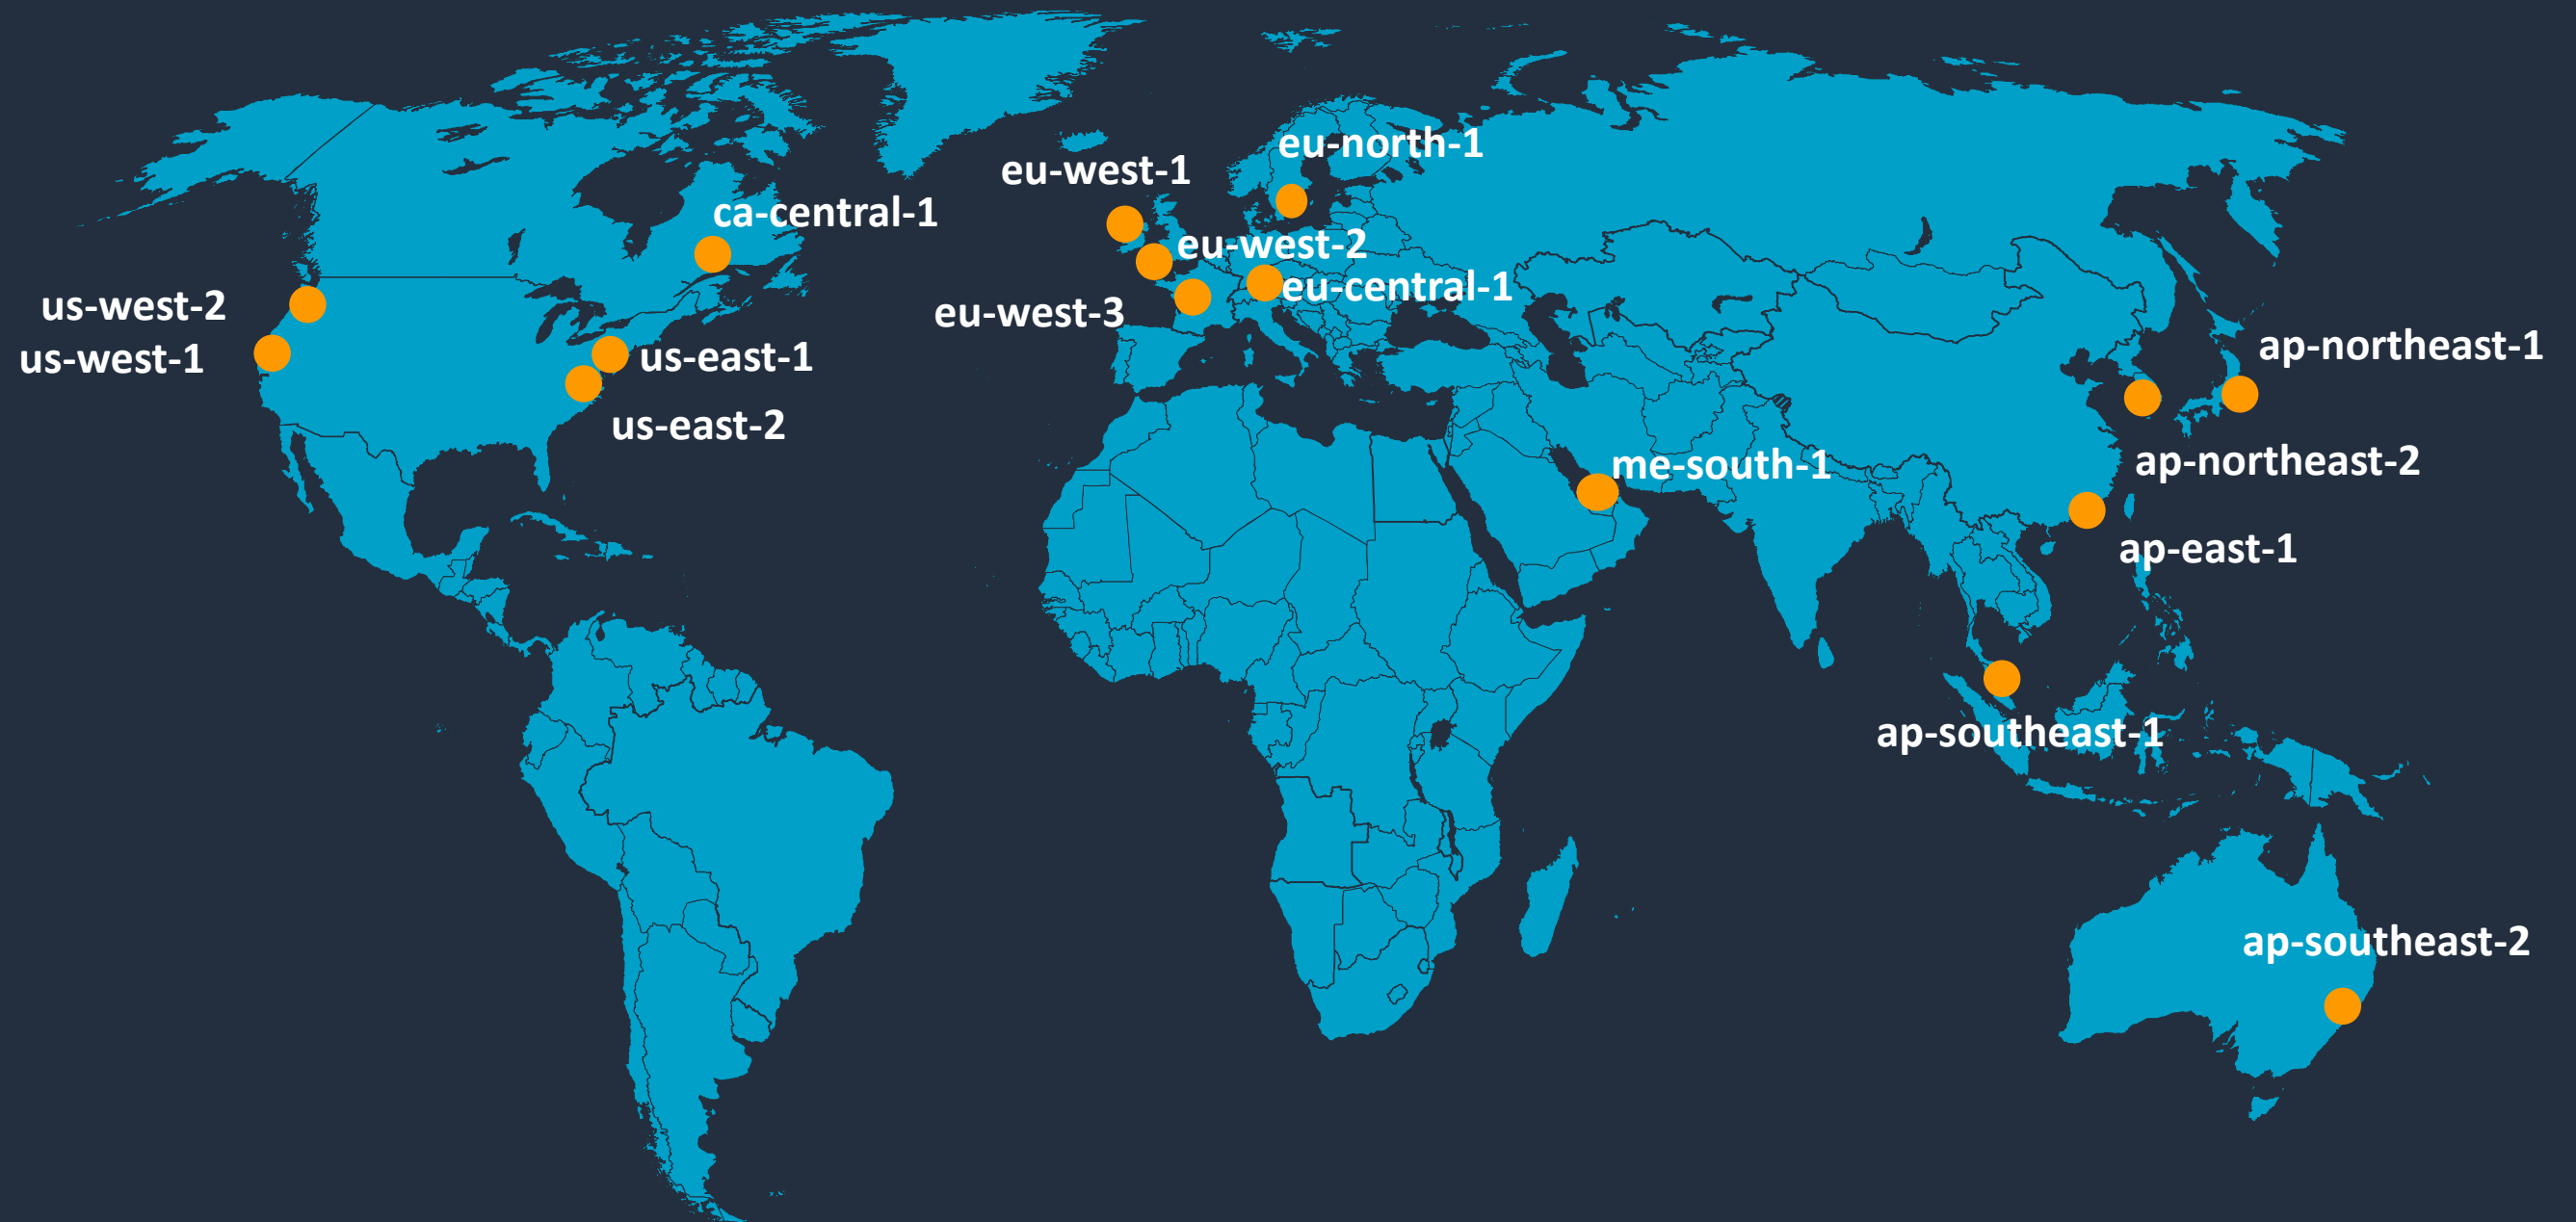 eu-north-1
eu-west-1
ca-central-1
eu-west-2
eu-central-1
us-west-2
eu-west-3
ap-northeast-1
us-west-1
us-east-1
us-east-2
ap-northeast-2
me-south-1
ap-east-1
ap-southeast-1
ap-southeast-2